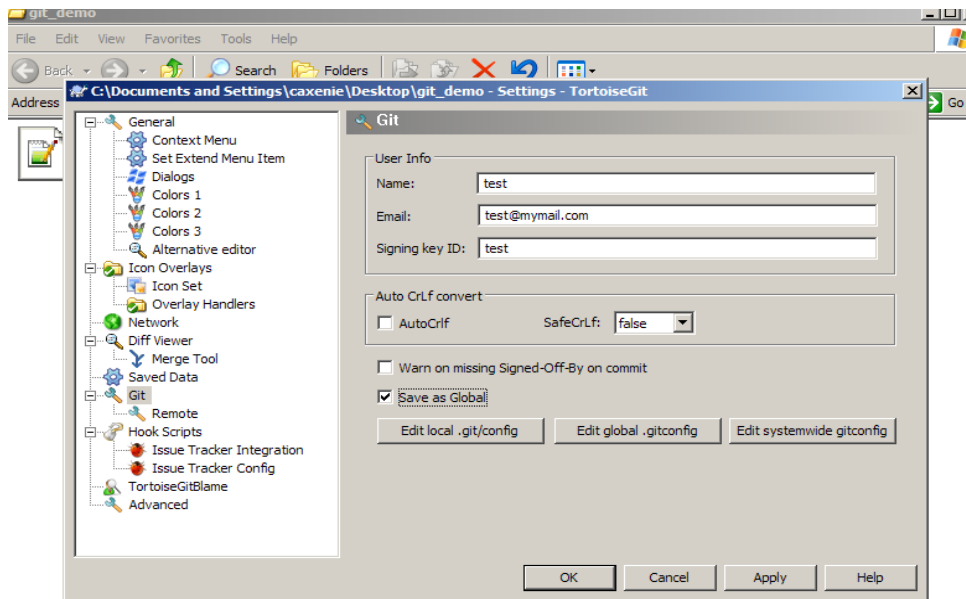 git_demo
File Edit View Favorites Tools Help
Back Search Folders
Address Go
C:\Documents and Settings\caxenie\Desktop\git_demo - Settings - TortoiseGit
General
Context Menu
Set Extend Menu Item
Dialogs
Colors 1
Colors 2
Colors 3
Alternative editor
Icon Overlays
Icon Set
Overlay Handlers
Network
Diff Viewer
Merge Tool
Saved Data
Git
Remote
Hook Scripts
Issue Tracker Integration
Issue Tracker Config
TortoiseGitBlame
Advanced
Git
User Info
Name: test
Email: test@mymail.com
Signing key ID: test
Auto CrLf convert
AutoCrlf SafeCrLf: false
Warn on missing Signed-Off-By on commit
Save as Global
Edit local .git/config Edit global .gitconfig Edit systemwide gitconfig
OK Cancel Apply Help